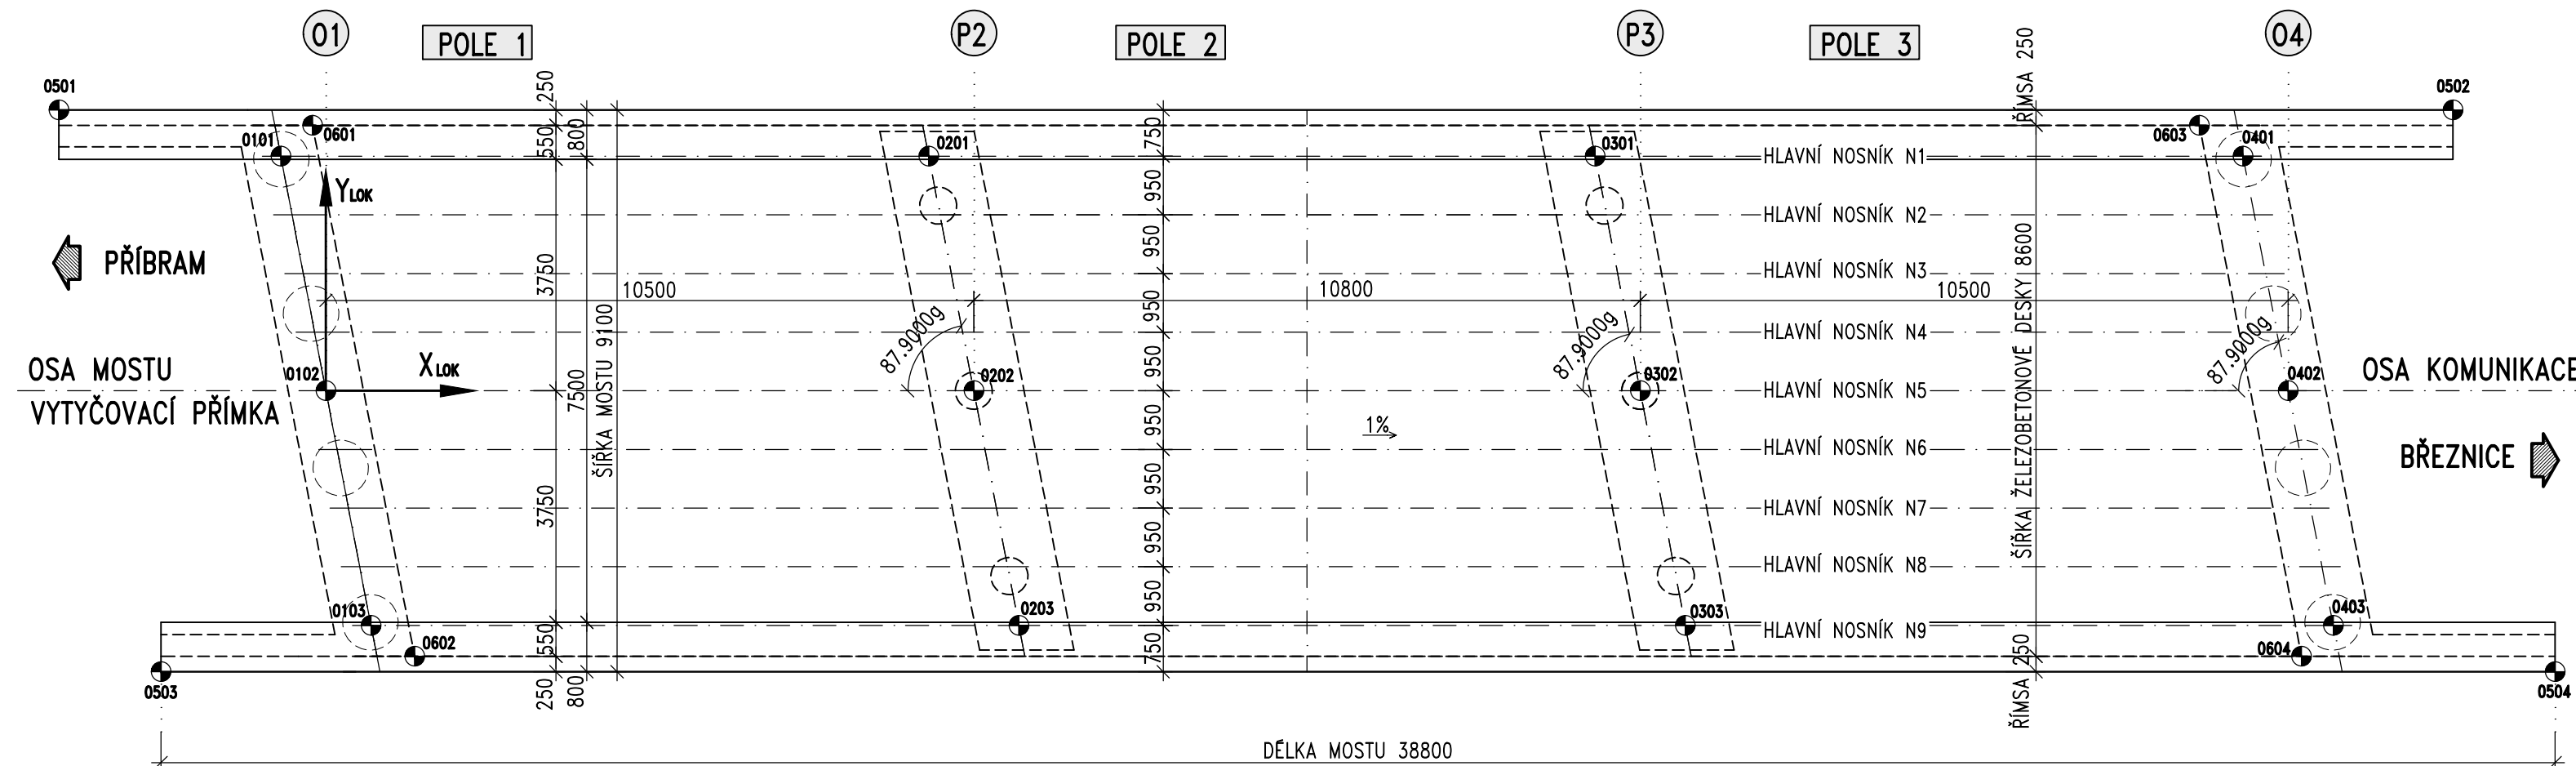 O1
POLE 1
P2
POLE 2
P3
POLE 3
O4
0501
0601
0101
0201
0301
0603
0401
0502
250
550
800
3750
7500
3750
550
250
800
ŠÍŘKA MOSTU 9100
750
950
950
950
950
950
950
950
950
750
ŘÍMSA 250
ŠÍŘKA ŽELEZOBETONOVÉ DESKY 8600
ŘÍMSA 250
HLAVNÍ NOSNÍK N1
HLAVNÍ NOSNÍK N2
HLAVNÍ NOSNÍK N3
HLAVNÍ NOSNÍK N4
HLAVNÍ NOSNÍK N5
HLAVNÍ NOSNÍK N6
HLAVNÍ NOSNÍK N7
HLAVNÍ NOSNÍK N8
HLAVNÍ NOSNÍK N9
YLOK
PŘÍBRAM
10500
10800
10500
87.9000g
87.9000g
87.9000g
OSA MOSTU
VYTYČOVACÍ PŘÍMKA
0102
XLOK
0202
0302
0402
OSA KOMUNIKACE
1%
BŘEZNICE
0103
0602
0203
0303
0403
0604
0503
0504
DÉLKA MOSTU 38800